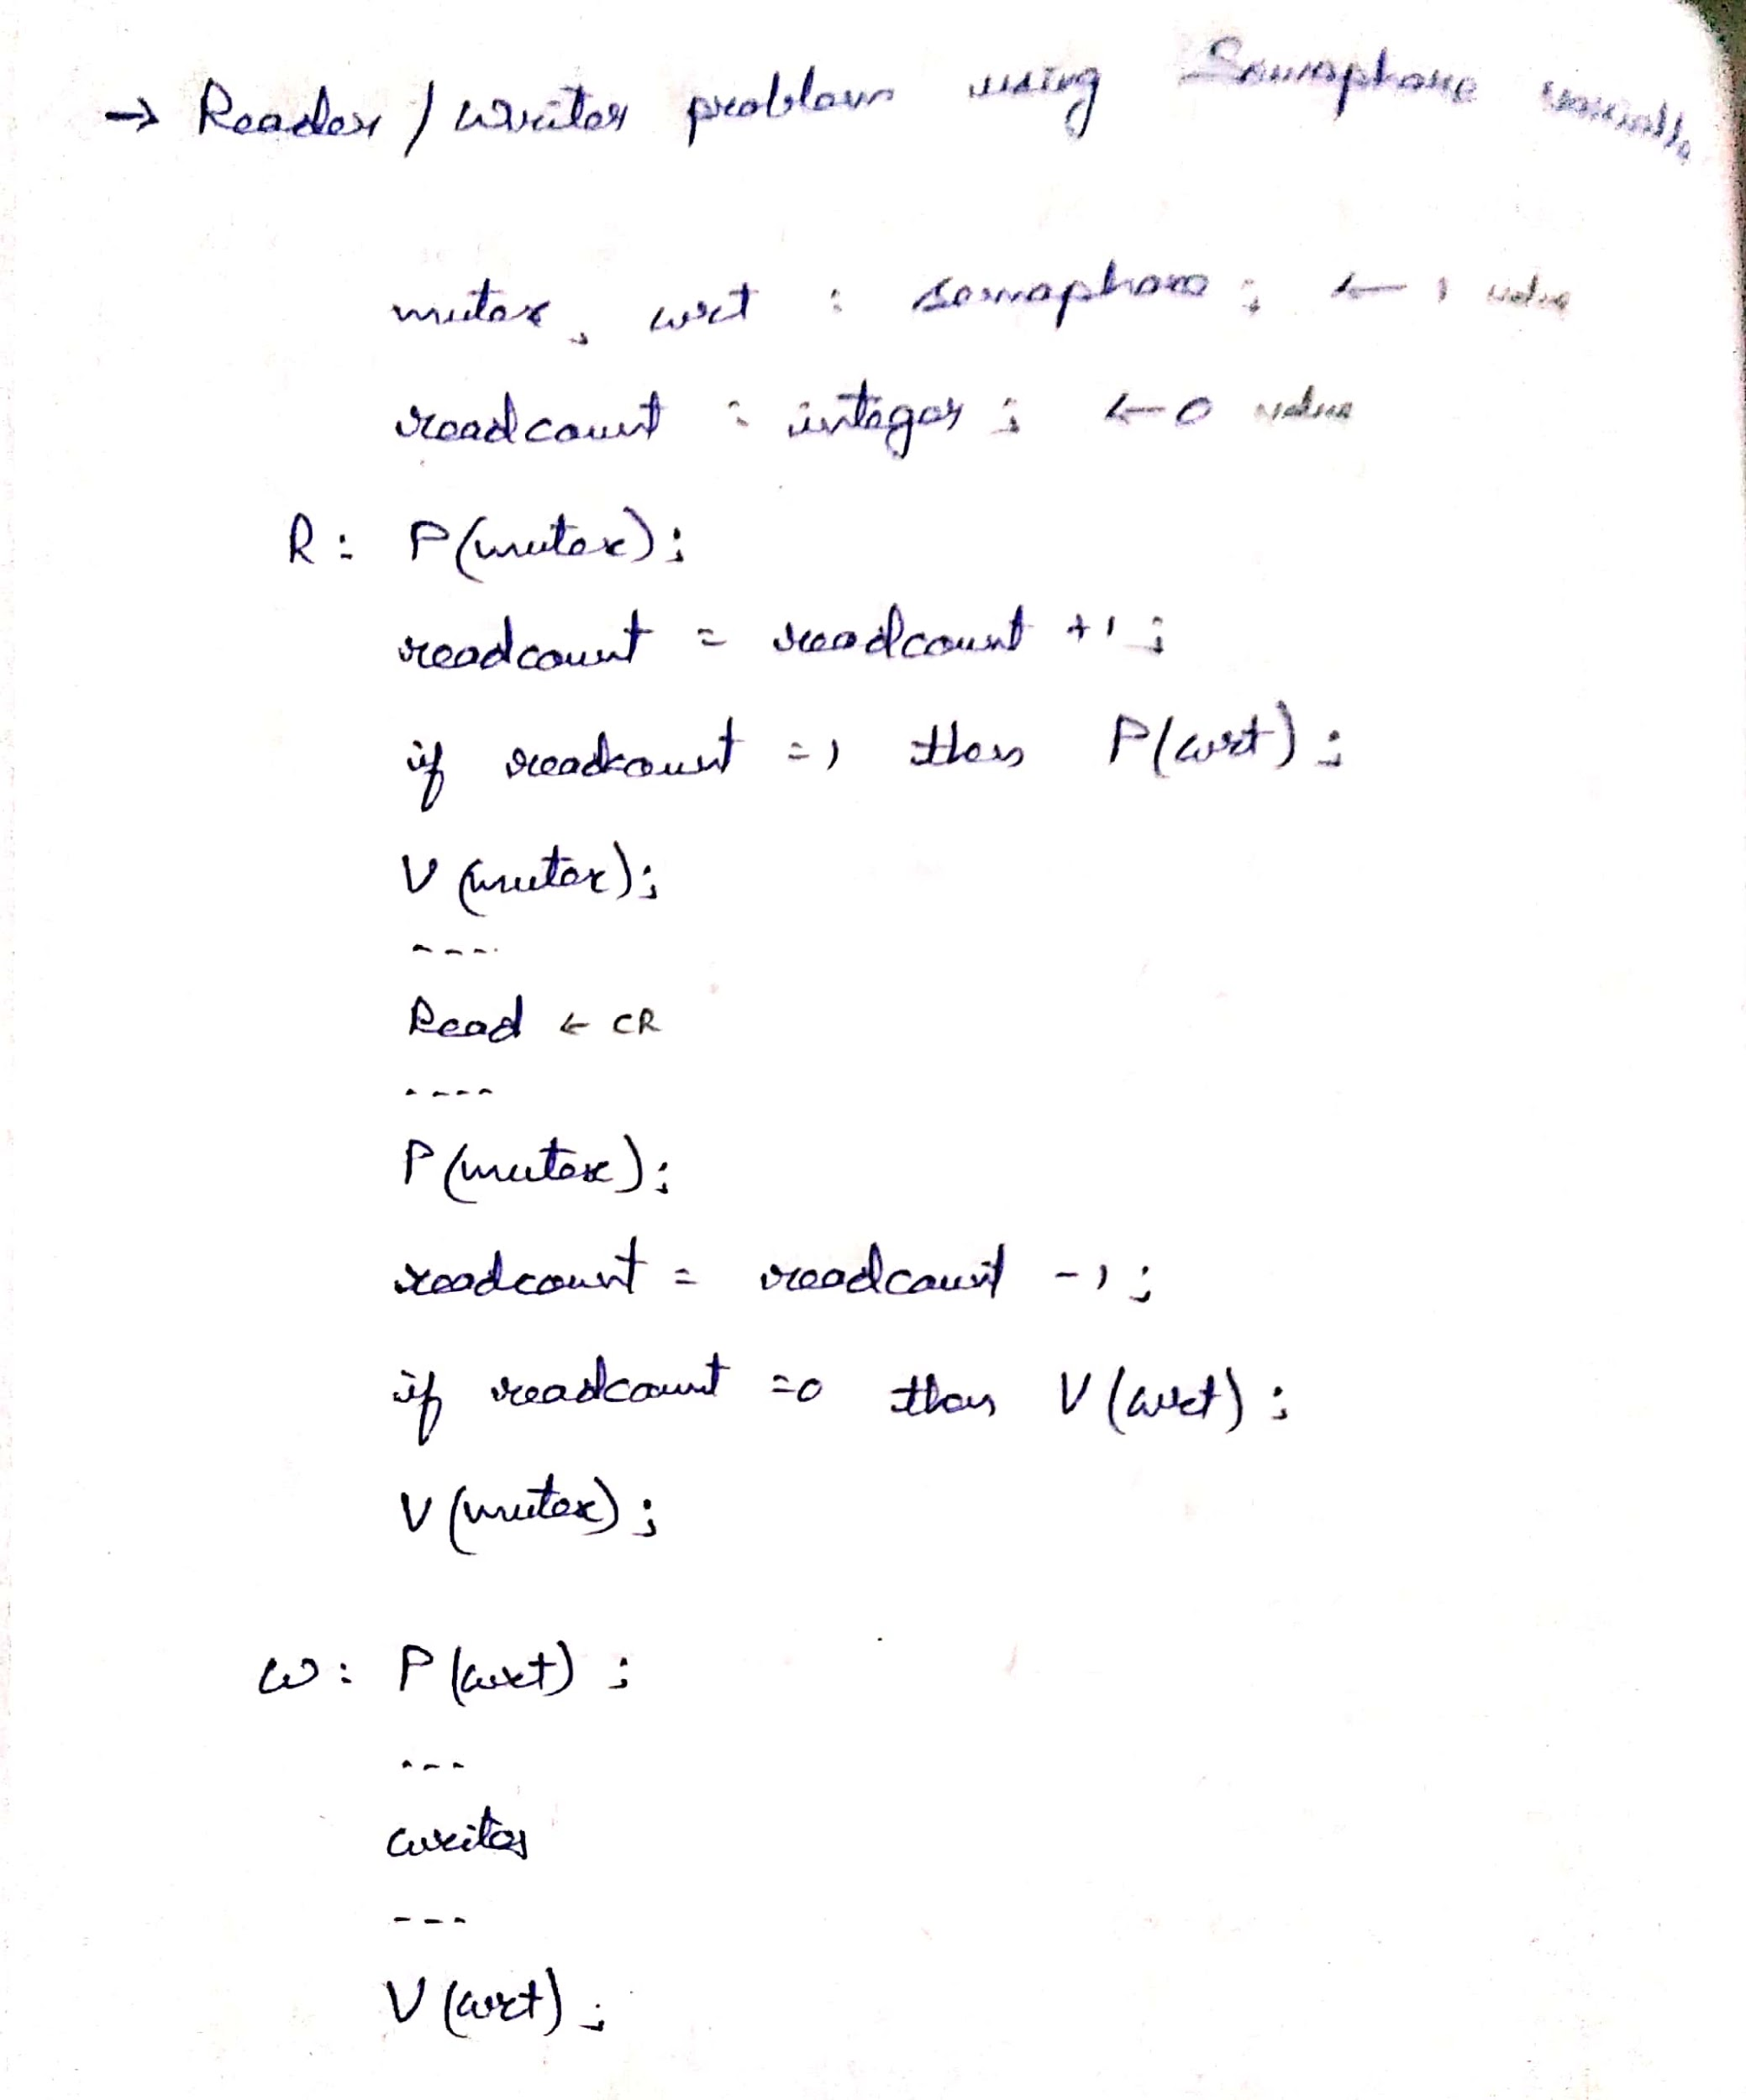 → Reader / Writer problem using Semaphore variable
mutex, wrt : semaphore ; ← 1 value
readcount : integer ; ← 0 value
R : P(mutex);
readcount = readcount +1 ;
if readcount =1 then P(wrt) ;
V (mutex);
----
Read ← CR
----
P (mutex);
readcount = readcount -1 ;
if readcount =0 then V (wrt) ;
V (mutex) ;
W : P (wrt) ;
---
writer
---
V (wrt) ;